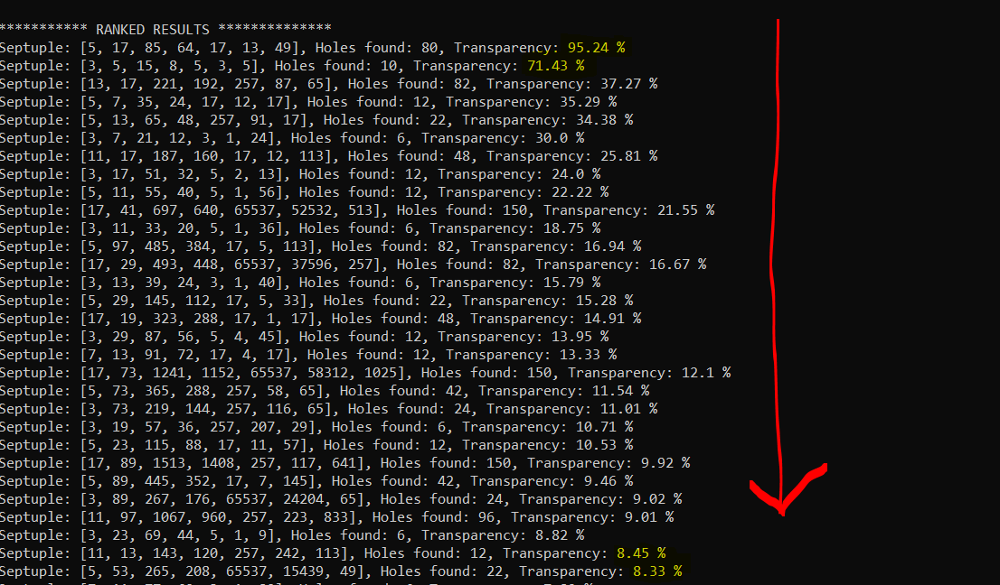 *********** RANKED RESULTS **************
Septuple: [5, 17, 85, 64, 17, 13, 49], Holes found: 80, Transparency: 95.24 %
Septuple: [3, 5, 15, 8, 5, 3, 5], Holes found: 10, Transparency: 71.43 %
Septuple: [13, 17, 221, 192, 257, 87, 65], Holes found: 82, Transparency: 37.27 %
Septuple: [5, 7, 35, 24, 17, 12, 17], Holes found: 12, Transparency: 35.29 %
Septuple: [5, 13, 65, 48, 257, 91, 17], Holes found: 22, Transparency: 34.38 %
Septuple: [3, 7, 21, 12, 3, 1, 24], Holes found: 6, Transparency: 30.0 %
Septuple: [11, 17, 187, 160, 17, 12, 113], Holes found: 48, Transparency: 25.81 %
Septuple: [3, 17, 51, 32, 5, 2, 13], Holes found: 12, Transparency: 24.0 %
Septuple: [5, 11, 55, 40, 5, 1, 56], Holes found: 12, Transparency: 22.22 %
Septuple: [17, 41, 697, 640, 65537, 52532, 513], Holes found: 150, Transparency: 21.55 %
Septuple: [3, 11, 33, 20, 5, 1, 36], Holes found: 6, Transparency: 18.75 %
Septuple: [5, 97, 485, 384, 17, 5, 113], Holes found: 82, Transparency: 16.94 %
Septuple: [17, 29, 493, 448, 65537, 37596, 257], Holes found: 82, Transparency: 16.67 %
Septuple: [3, 13, 39, 24, 3, 1, 40], Holes found: 6, Transparency: 15.79 %
Septuple: [5, 29, 145, 112, 17, 5, 33], Holes found: 22, Transparency: 15.28 %
Septuple: [17, 19, 323, 288, 17, 1, 17], Holes found: 48, Transparency: 14.91 %
Septuple: [3, 29, 87, 56, 5, 4, 45], Holes found: 12, Transparency: 13.95 %
Septuple: [7, 13, 91, 72, 17, 4, 17], Holes found: 12, Transparency: 13.33 %
Septuple: [17, 73, 1241, 1152, 65537, 58312, 1025], Holes found: 150, Transparency: 12.1 %
Septuple: [5, 73, 365, 288, 257, 58, 65], Holes found: 42, Transparency: 11.54 %
Septuple: [3, 73, 219, 144, 257, 116, 65], Holes found: 24, Transparency: 11.01 %
Septuple: [3, 19, 57, 36, 257, 207, 29], Holes found: 6, Transparency: 10.71 %
Septuple: [5, 23, 115, 88, 17, 11, 57], Holes found: 12, Transparency: 10.53 %
Septuple: [17, 89, 1513, 1408, 257, 117, 641], Holes found: 150, Transparency: 9.92 %
Septuple: [5, 89, 445, 352, 17, 7, 145], Holes found: 42, Transparency: 9.46 %
Septuple: [3, 89, 267, 176, 65537, 24204, 65], Holes found: 24, Transparency: 9.02 %
Septuple: [11, 97, 1067, 960, 257, 223, 833], Holes found: 96, Transparency: 9.01 %
Septuple: [3, 23, 69, 44, 5, 1, 9], Holes found: 6, Transparency: 8.82 %
Septuple: [11, 13, 143, 120, 257, 242, 113], Holes found: 12, Transparency: 8.45 %
Septuple: [5, 53, 265, 208, 65537, 15439, 49], Holes found: 22, Transparency: 8.33 %